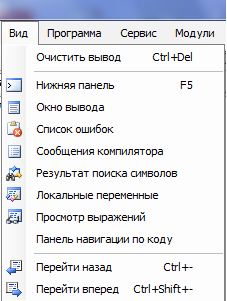 Вид Программа Сервис Модули
Очистить вывод Ctrl+Del
Нижняя панель F5
Окно вывода
Список ошибок
Сообщения компилятора
Результат поиска символов
Локальные переменные
Просмотр выражений
Панель навигации по коду
Перейти назад Ctrl+-
Перейти вперед Ctrl+Shift+-